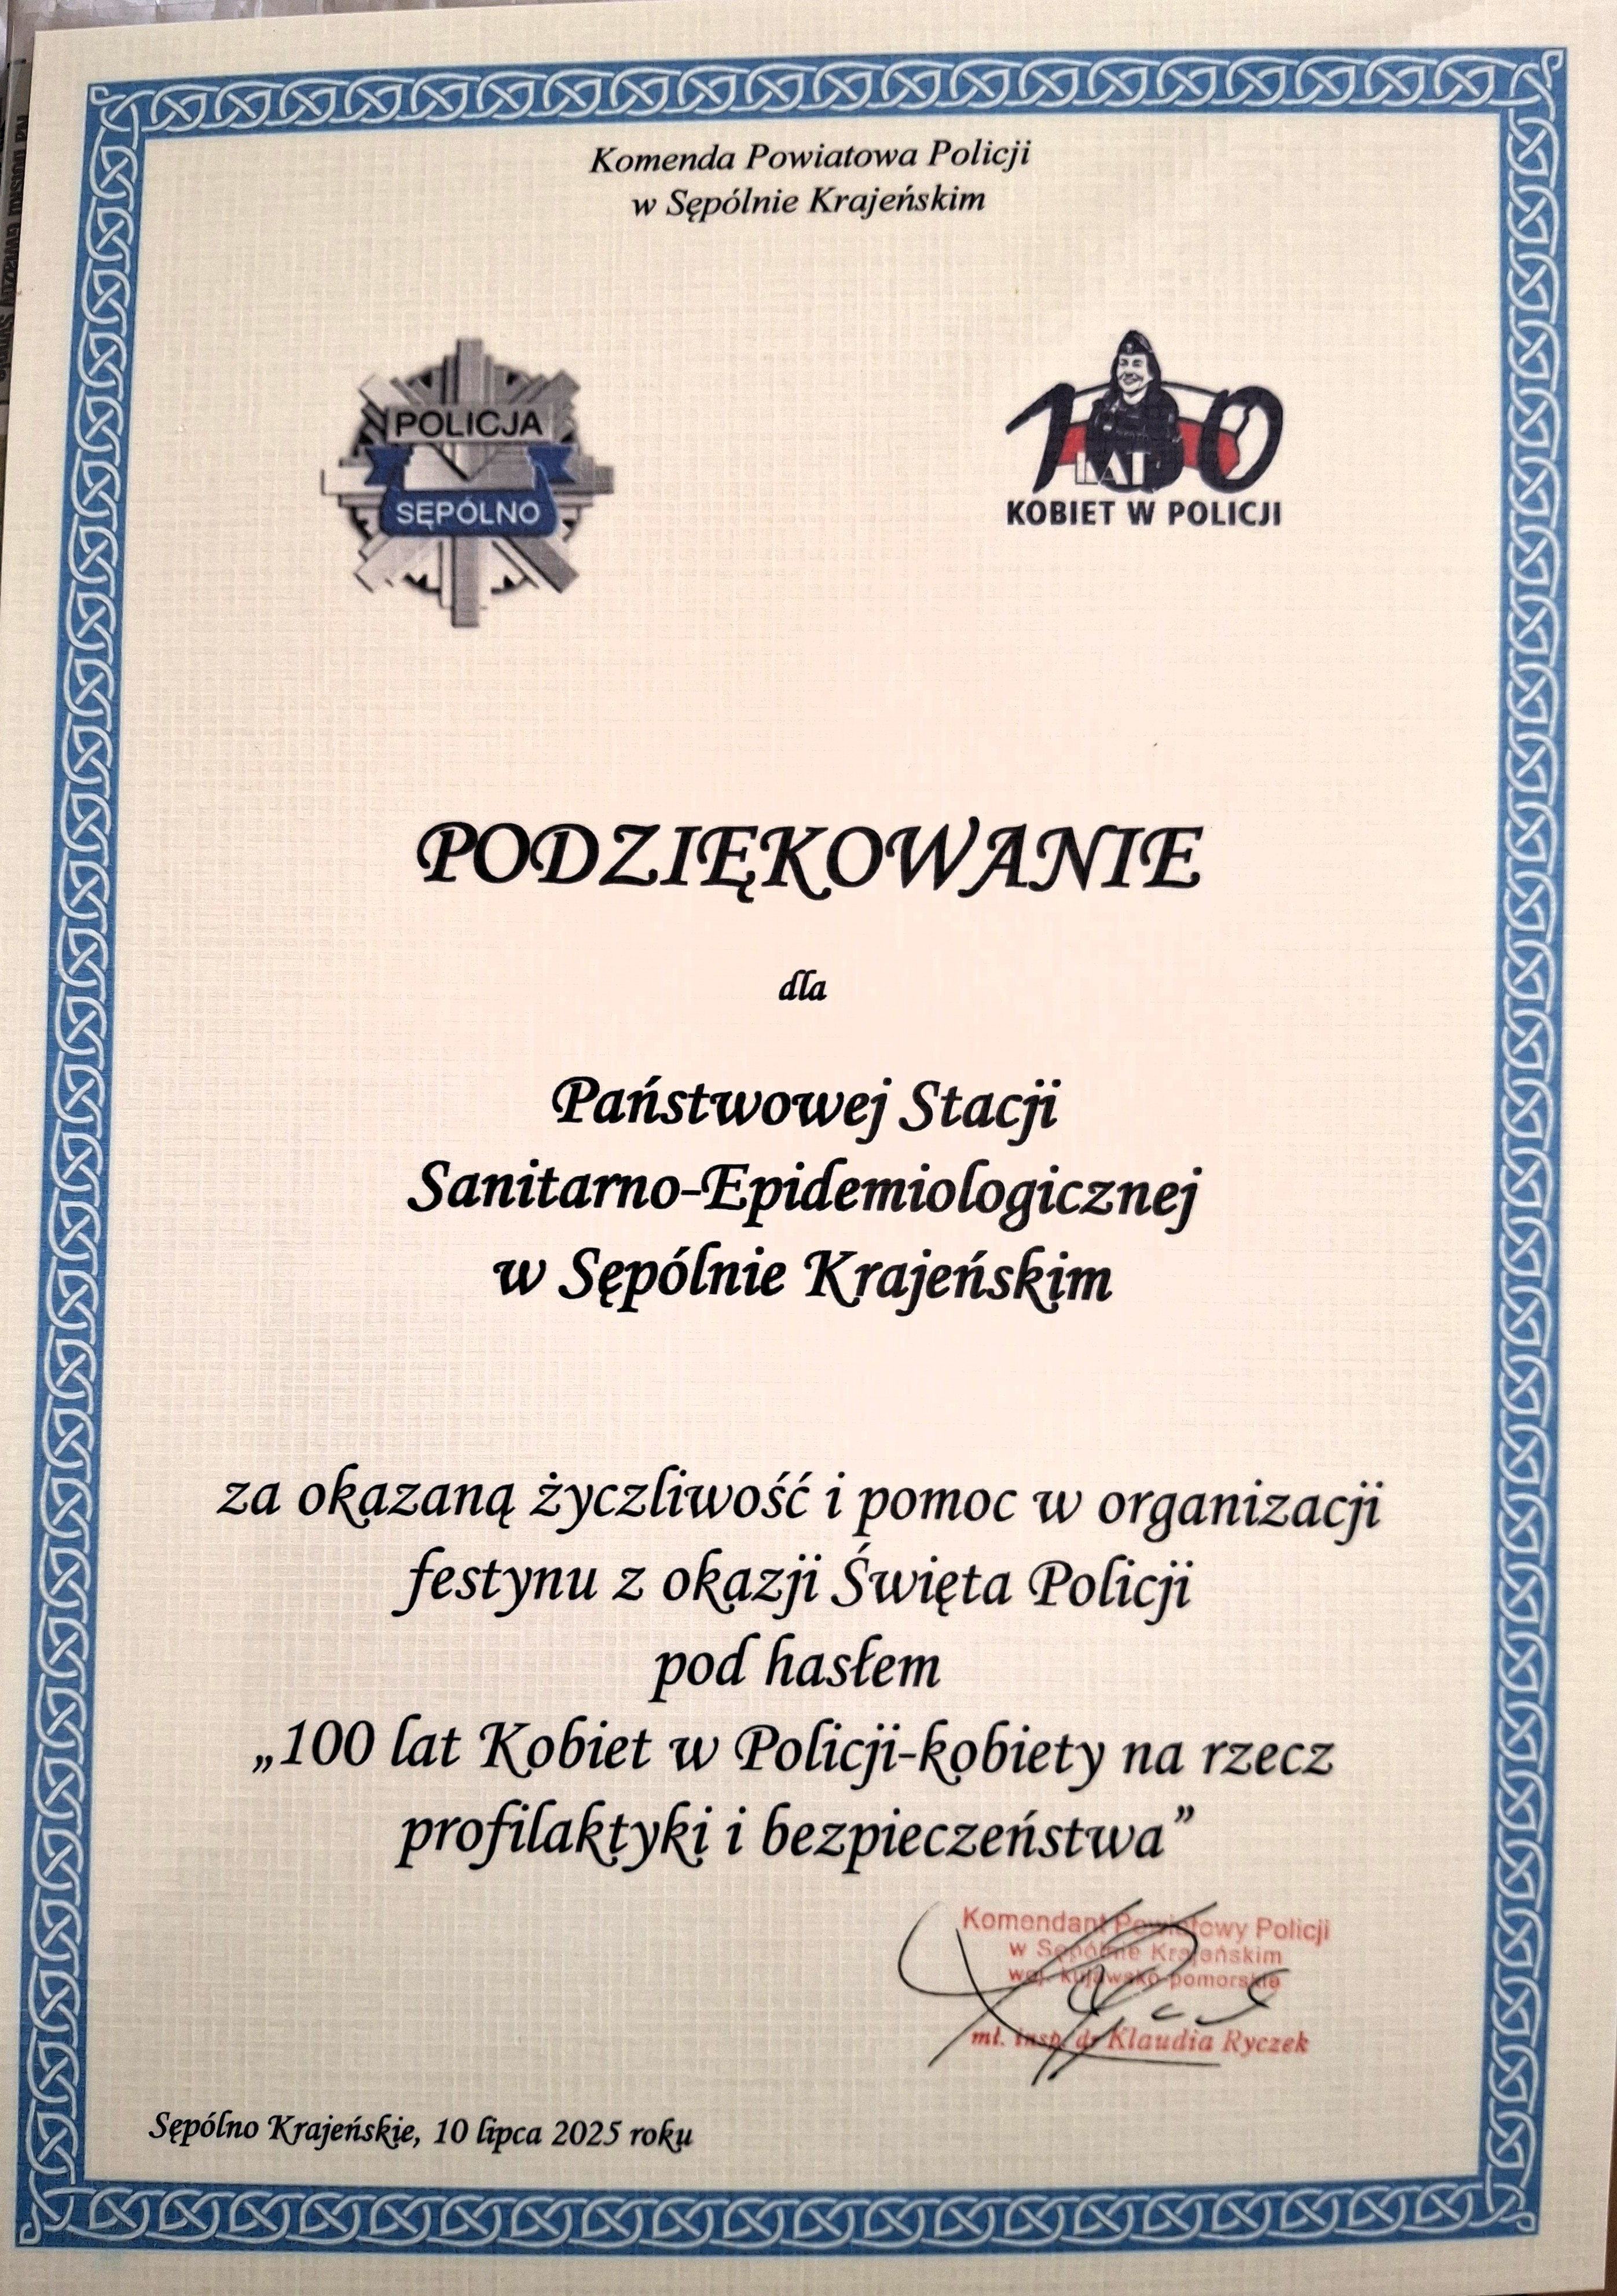 Komenda Powiatowa Policji
w Sępólnie Krajeńskim
POLICJA
SĘPÓLNO
100
LAT
KOBIET W POLICJI
PODZIĘKOWANIE
dla
Państwowej Stacji
Sanitarno-Epidemiologicznej
w Sępólnie Krajeńskim
za okazaną życzliwość i pomoc w organizacji
festynu z okazji Święta Policji
pod hasłem
„100 lat Kobiet w Policji-kobiety na rzecz
profilaktyki i bezpieczeństwa”
Komendant Powiatowy Policji
w Sępólnie Krajeńskim
woj. kujawsko-pomorskie
mł. insp. dr Klaudia Ryczek
Sępólno Krajeńskie, 10 lipca 2025 roku